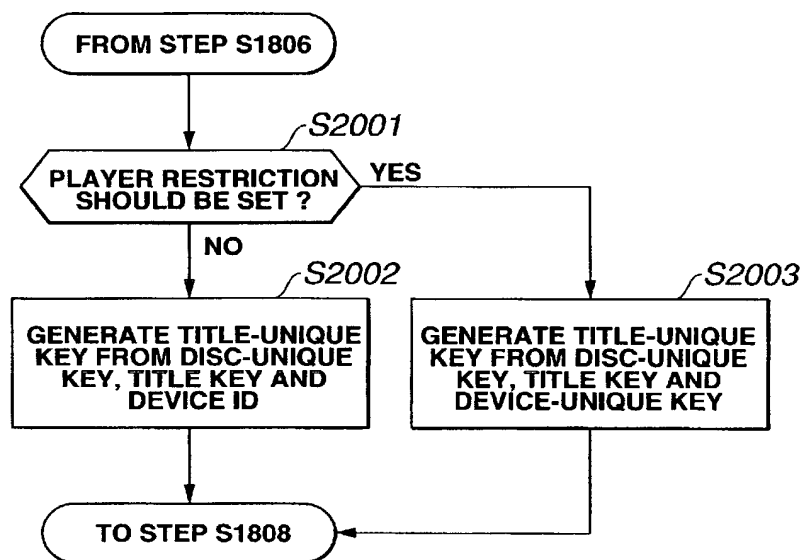 FROM STEP S1806
S2001
PLAYER RESTRICTION
SHOULD BE SET ?
YES
NO
S2002
GENERATE TITLE-UNIQUE
KEY FROM DISC-UNIQUE
KEY, TITLE KEY AND
DEVICE ID
S2003
GENERATE TITLE-UNIQUE
KEY FROM DISC-UNIQUE
KEY, TITLE KEY AND
DEVICE-UNIQUE KEY
TO STEP S1808